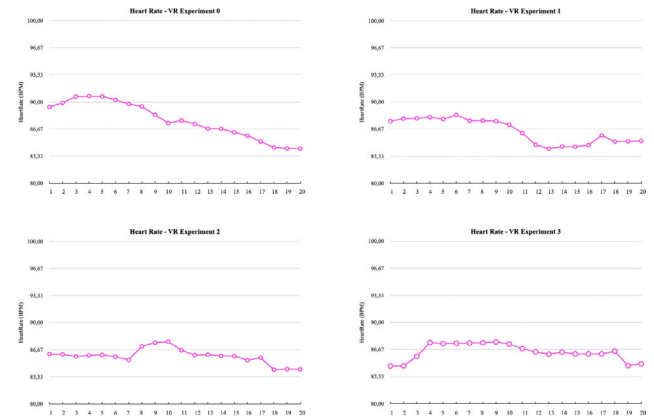 Heart Rate - VR Experiment 0
HeartRate (BPM)
100,00
96,67
93,33
90,00
86,67
83,33
80,00
1 2 3 4 5 6 7 8 9 10 11 12 13 14 15 16 17 18 19 20
Heart Rate - VR Experiment 1
HeartRate (BPM)
100,00
96,67
93,33
90,00
86,67
83,33
80,00
1 2 3 4 5 6 7 8 9 10 11 12 13 14 15 16 17 18 19 20
Heart Rate - VR Experiment 2
HeartRate (BPM)
100,00
96,67
93,33
90,00
86,67
83,33
80,00
1 2 3 4 5 6 7 8 9 10 11 12 13 14 15 16 17 18 19 20
Heart Rate - VR Experiment 3
HeartRate (BPM)
100,00
96,67
93,33
90,00
86,67
83,33
80,00
1 2 3 4 5 6 7 8 9 10 11 12 13 14 15 16 17 18 19 20